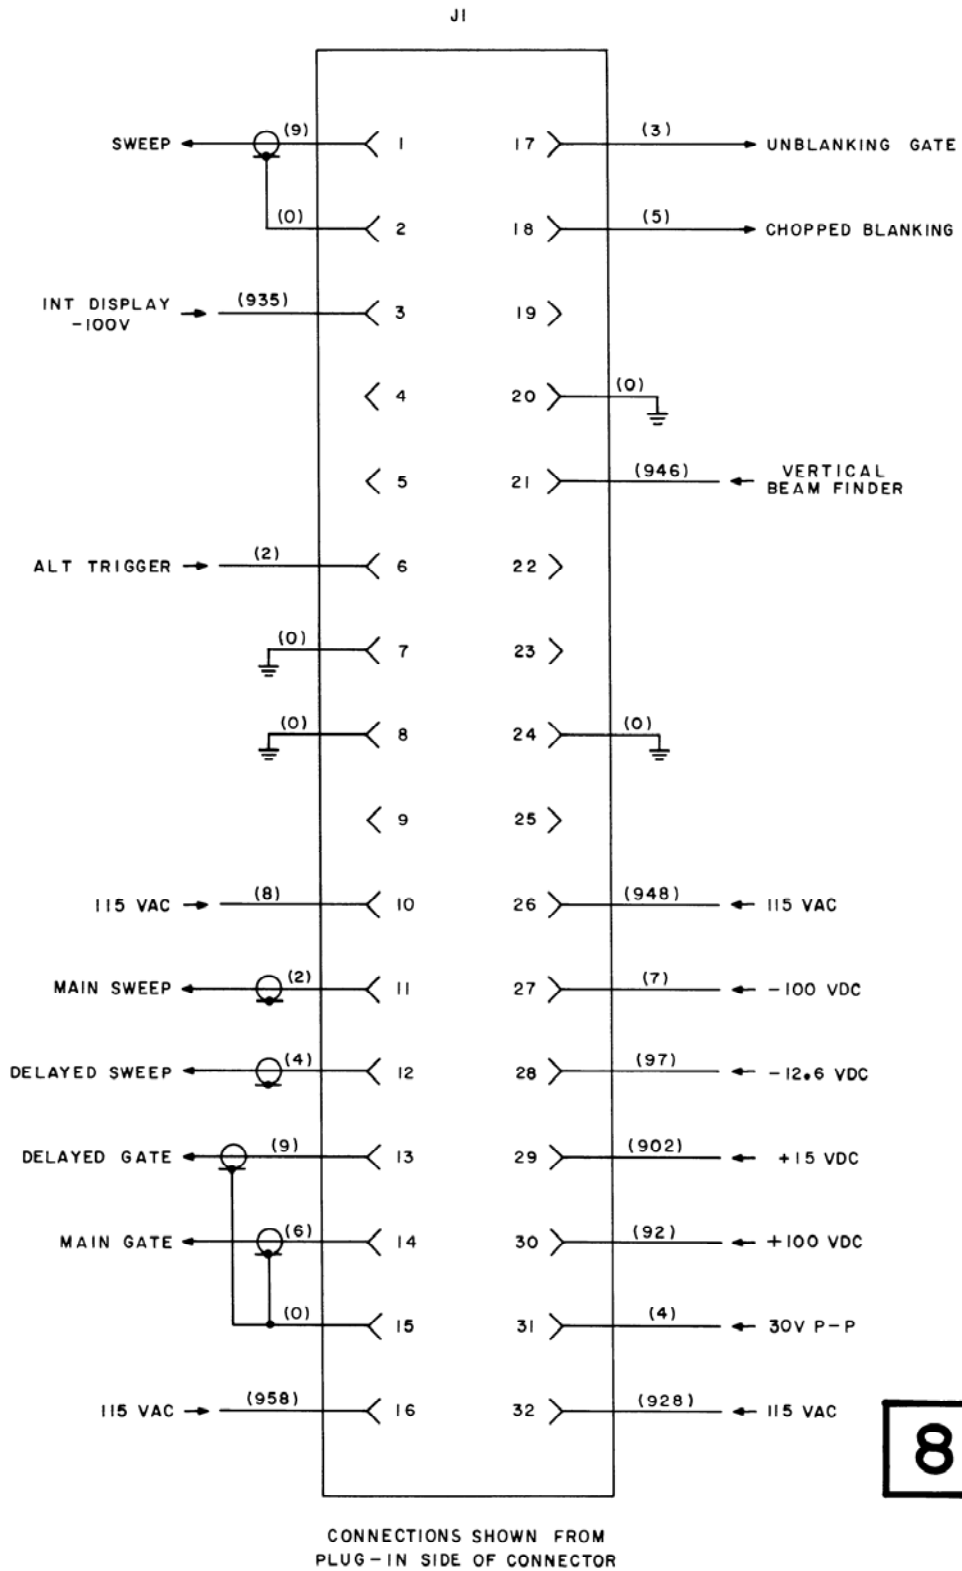 J1
SWEEP (9) 1 17 (3) UNBLANKING GATE
(0) 2 18 (5) CHOPPED BLANKING
INT DISPLAY
-100V (935) 3 19
4 20 (0)
5 21 (946) VERTICAL
BEAM FINDER
ALT TRIGGER (2) 6 22
(0) 7 23
(0) 8 24 (0)
9 25
115 VAC (8) 10 26 (948) 115 VAC
MAIN SWEEP (2) 11 27 (7) -100 VDC
DELAYED SWEEP (4) 12 28 (97) -12.6 VDC
DELAYED GATE (9) 13 29 (902) +15 VDC
MAIN GATE (6) 14 30 (92) +100 VDC
(0) 15 31 (4) 30V P-P
115 VAC (958) 16 32 (928) 115 VAC
8
CONNECTIONS SHOWN FROM
PLUG-IN SIDE OF CONNECTOR